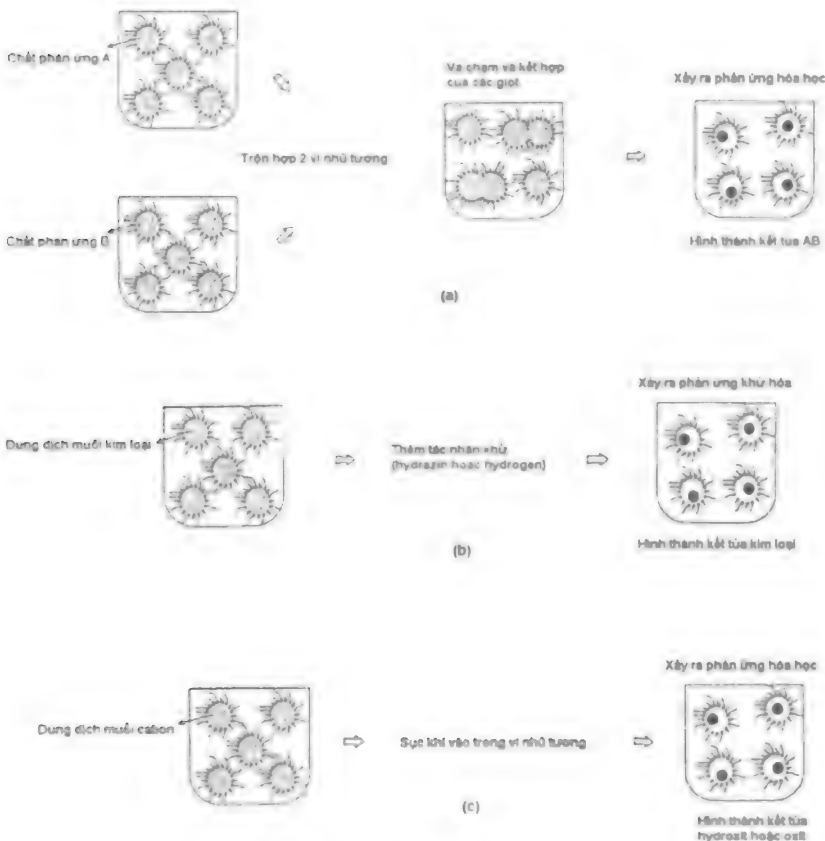 Chất phản ứng A
Trộn hợp 2 vi nhũ tương
Chất phản ứng B
Va chạm và kết hợp
của các giọt
Xảy ra phản ứng hóa học
Hình thành kết tủa AB
(a)
Dung dịch muối kim loại
Thêm tác nhân khử
(hydrazin hoặc hydrogen)
Xảy ra phản ứng khử hóa
Hình thành kết tủa kim loại
(b)
Dung dịch muối cation
Sục khí vào trong vi nhũ tương
Xảy ra phản ứng hóa học
Hình thành kết tủa
hydroxit hoặc oxit
(c)